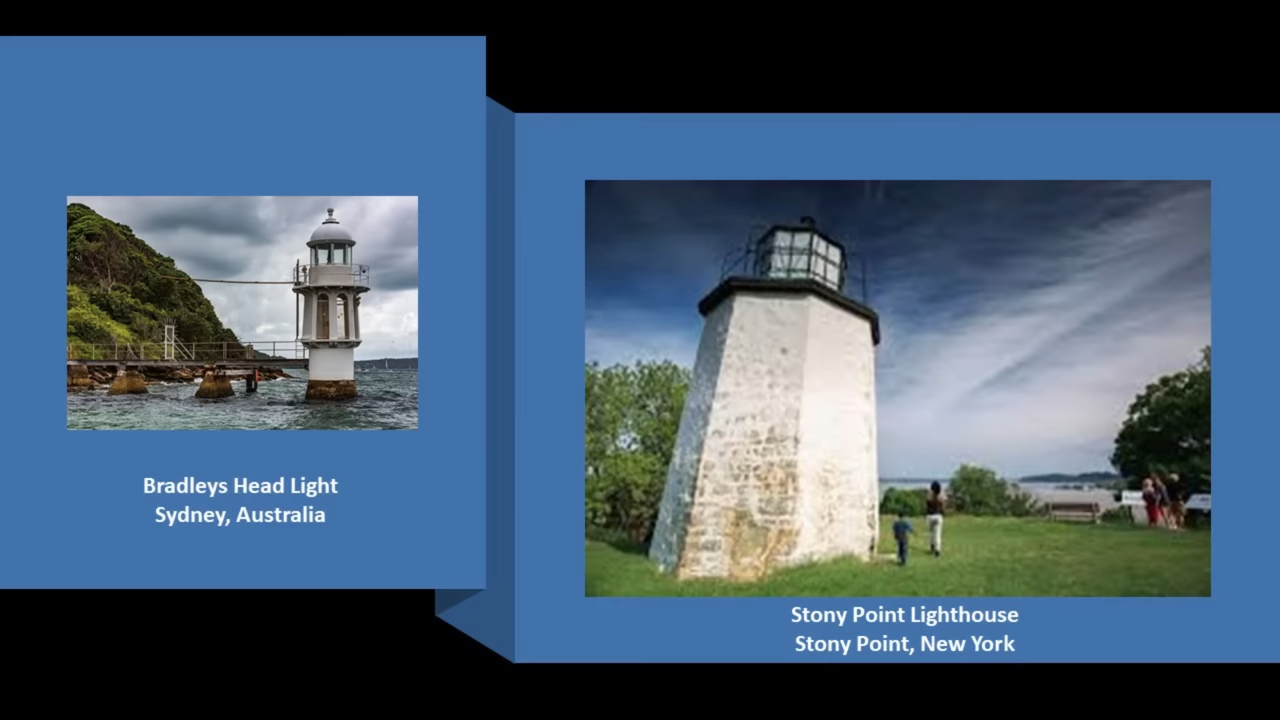 Bradleys Head Light
Sydney, Australia
Stony Point Lighthouse
Stony Point, New York